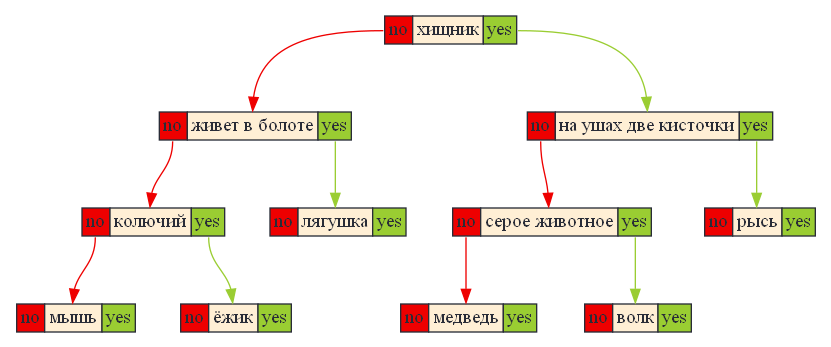 no хищник yes
no живет в болоте yes no на ушах две кисточки yes
no колючий yes no лягушка yes no серое животное yes no рысь yes
no мышь yes no ёжик yes no медведь yes no волк yes